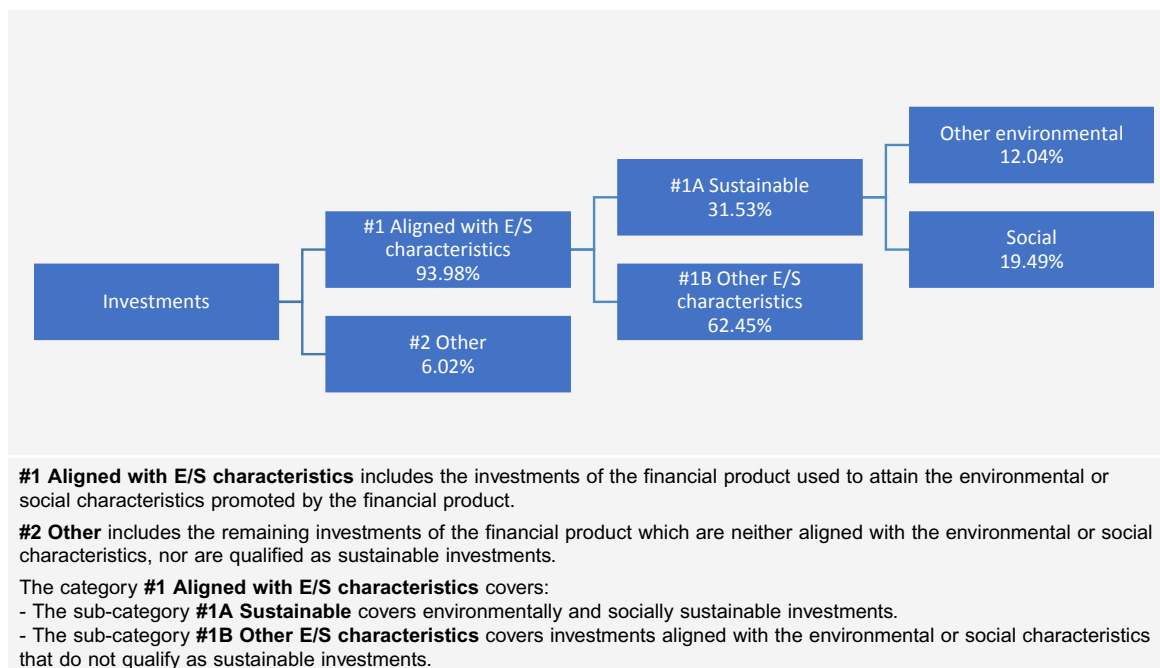 Investments
#1 Aligned with E/S
characteristics
93.98%
#2 Other
6.02%
#1A Sustainable
31.53%
#1B Other E/S
characteristics
62.45%
Other environmental
12.04%
Social
19.49%
#1 Aligned with E/S characteristics includes the investments of the financial product used to attain the environmental or
social characteristics promoted by the financial product.
#2 Other includes the remaining investments of the financial product which are neither aligned with the environmental or social
characteristics, nor are qualified as sustainable investments.
The category #1 Aligned with E/S characteristics covers:
- The sub-category #1A Sustainable covers environmentally and socially sustainable investments.
- The sub-category #1B Other E/S characteristics covers investments aligned with the environmental or social characteristics
that do not qualify as sustainable investments.